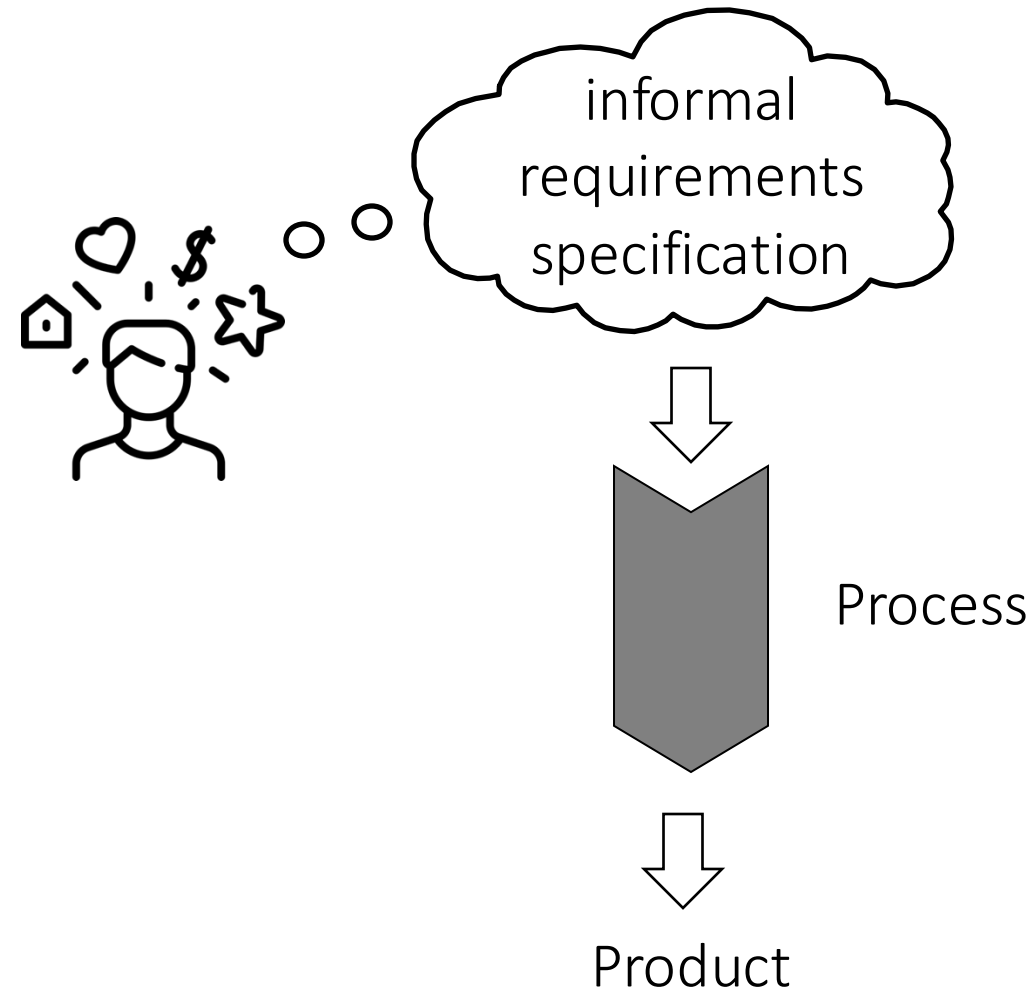 informal
requirements
specification
Process
Product